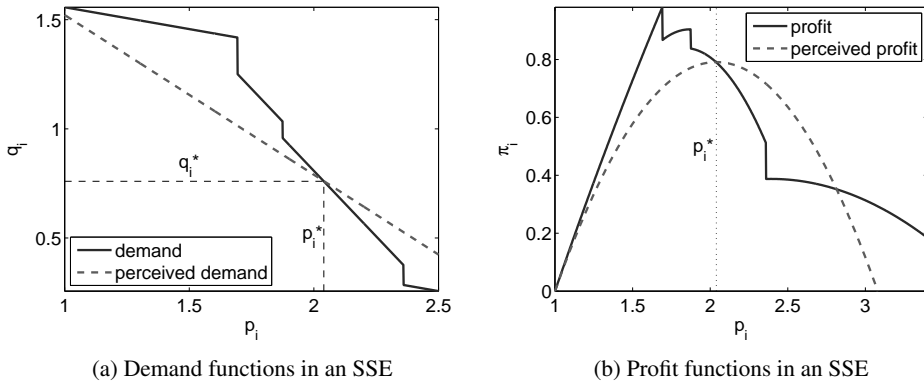 1.5
1
0.5
1
1.5
2
2.5
q_i
p_i
q_i*
p_i*
demand
perceived demand
(a) Demand functions in an SSE
0.8
0.6
0.4
0.2
0
1
1.5
2
2.5
3
π_i
p_i
p_i*
profit
perceived profit
(b) Profit functions in an SSE